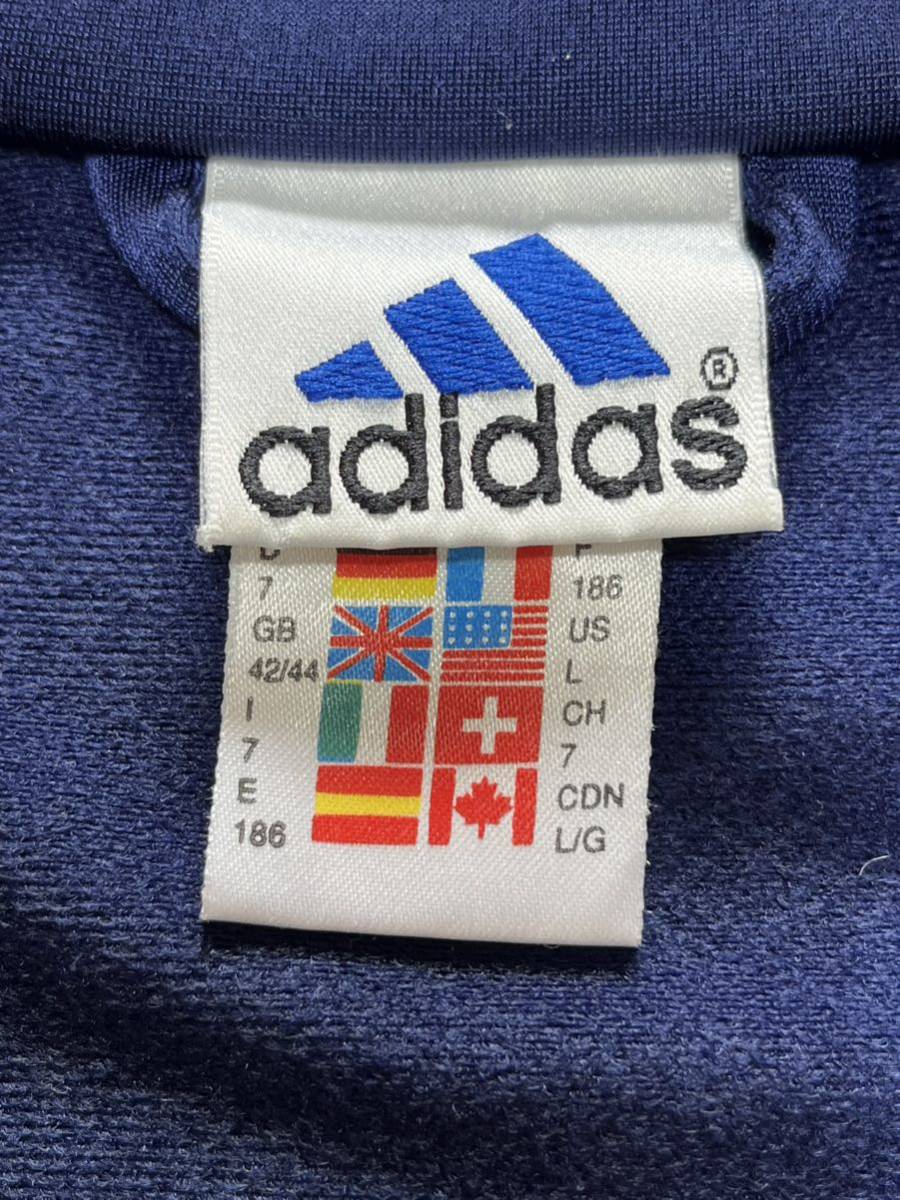 adidas®
D F
7 186
GB US
42/44 L
I CH
7 7
E CDN
186 L/G